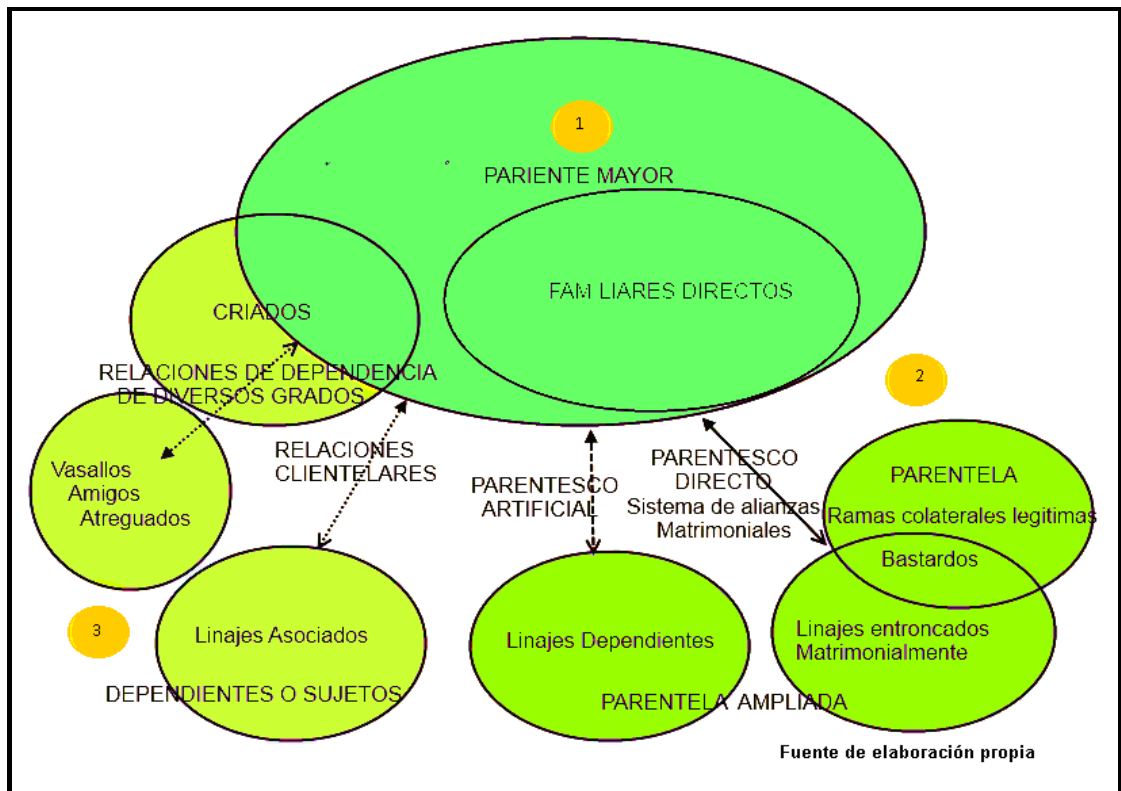 1
PARIENTE MAYOR
FAM LIARES DIRECTOS
CRIADOS
RELACIONES DE DEPENDENCIA
DE DIVERSOS GRADOS
2
RELACIONES
CLIENTELARES
PARENTESCO
ARTIFICIAL
PARENTESCO
DIRECTO
Sistema de alianzas
Matrimoniales
PARENTELA
Ramas colaterales legitimas
Bastardos
Vasallos
Amigos
Atreguados
3
Linajes Asociados
DEPENDIENTES O SUJETOS
Linajes Dependientes
Linajes entroncados
Matrimonialmente
PARENTELA AMPLIADA
Fuente de elaboración propia